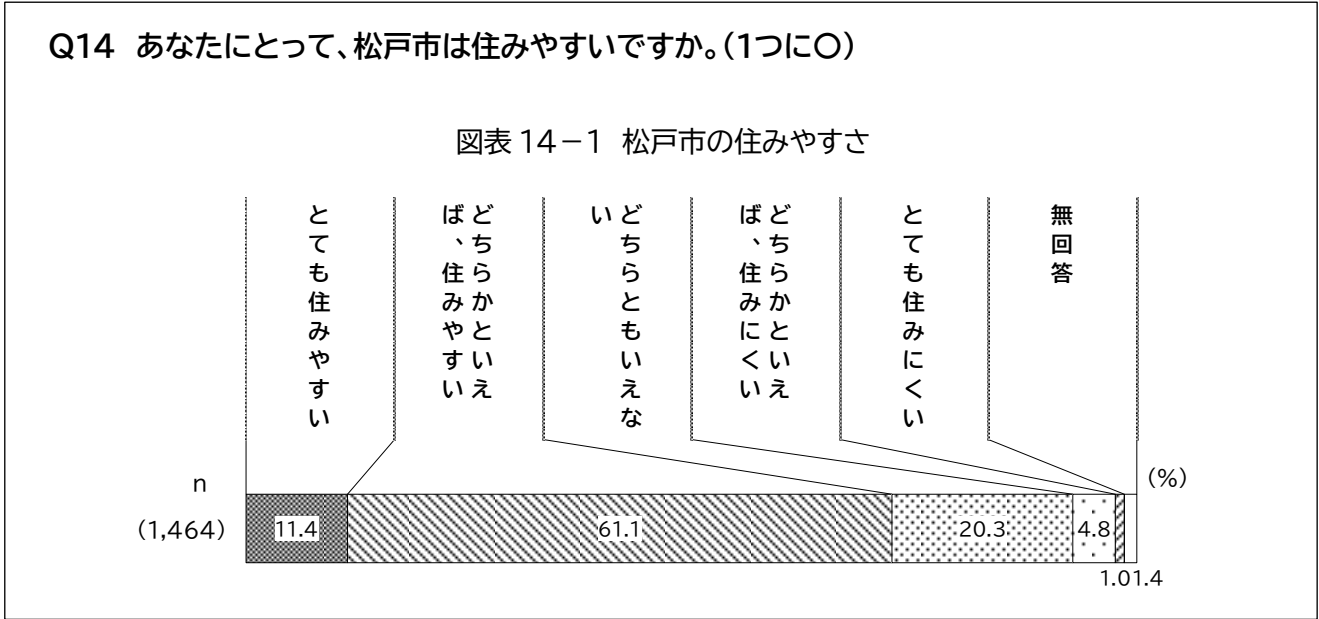 Q14 あなたにとって、松戸市は住みやすいですか。（1つに〇）
図表 14－1 松戸市の住みやすさ
とても住みやすい
どちらかといえ
ば、住みやすい
どちらともいえな
い
どちらかといえ
ば、住みにくい
とても住みにくい
無回答
n
(1,464)
11.4
61.1
20.3
4.8
1.0
1.4
(%)